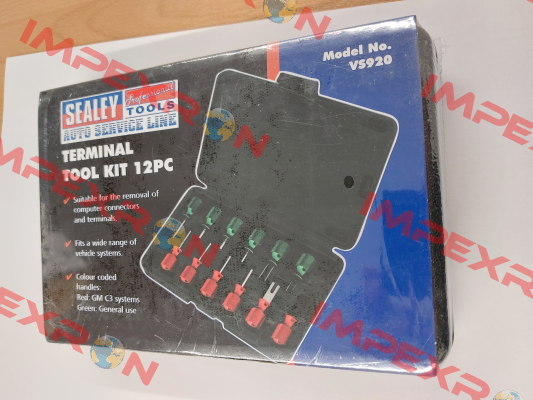 Model No.
VS920
SEALEY
Professional
TOOLS
AUTO SERVICE LINE
TERMINAL
TOOL KIT 12PC
Suitable for the removal of
computer connectors
and terminals.
Fits a wide range of
vehicle systems.
Colour coded
handles:
Red: GM C3 systems
Green: General use
IMPEXRON
IMPEXRON
IMPEXRON
IMPEXRON
IMPEXRON